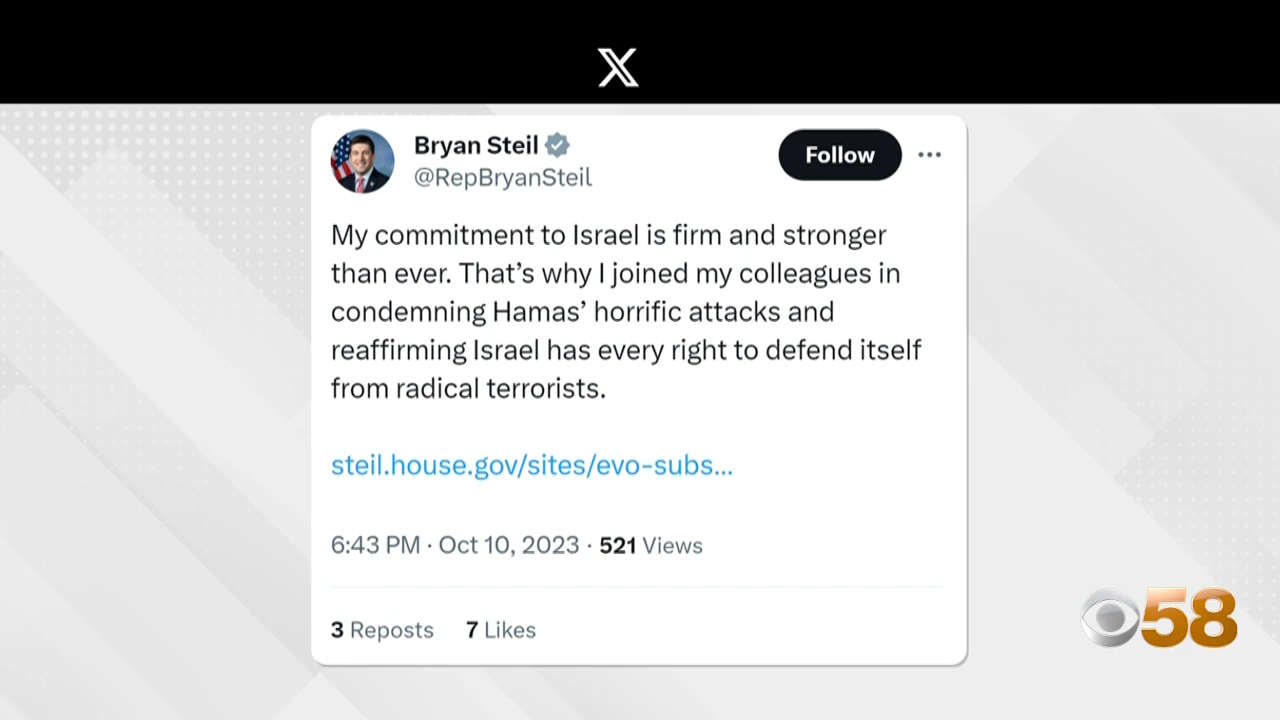 X
Bryan Steil
@RepBryanSteil
Follow
My commitment to Israel is firm and stronger
than ever. That’s why I joined my colleagues in
condemning Hamas’ horrific attacks and
reaffirming Israel has every right to defend itself
from radical terrorists.
steil.house.gov/sites/evo-subs...
6:43 PM · Oct 10, 2023 · 521 Views
3 Reposts 7 Likes
58